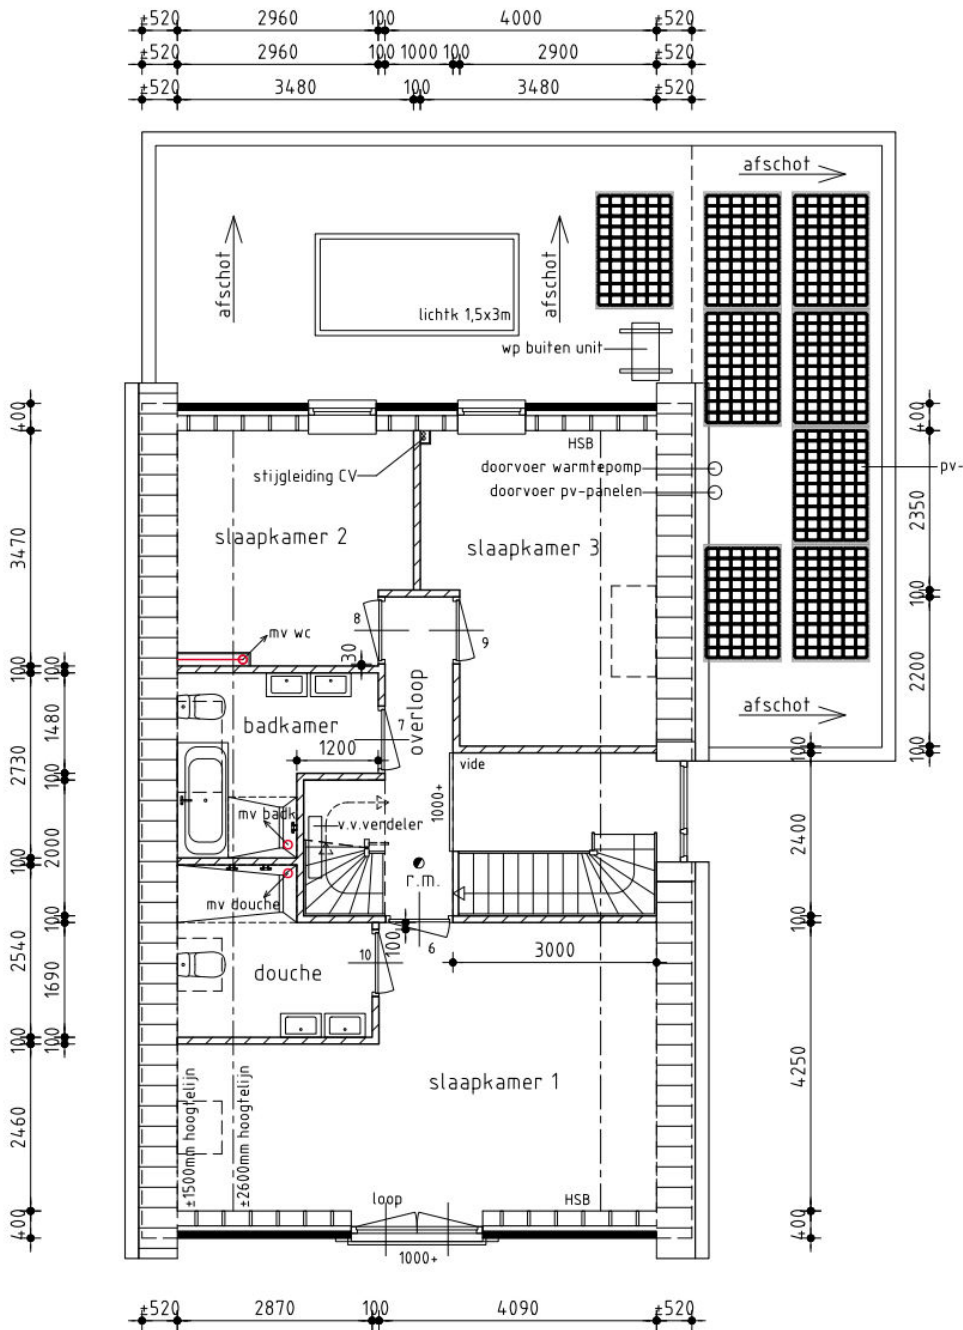 ±520 2960 100 4000 ±520
±520 2960 100 1000 100 2900 ±520
±520 3480 100 3480 ±520
afschot
afschot
afschot
lichtk 1,5x3m
wp buiten unit
400
400
HSB
stijgleiding CV
doorvoer warmtepomp
pv-
doorvoer pv-panelen
2350
slaapkamer 2
slaapkamer 3
3470
100
8
mv wc
9
30
2200
100 100
afschot
badkamer
7
overloop
1480
1200
100
100
2730
vide
100
1000+
mv badk
v.v.verdeler
2000
2400
100
r.m.
mv douche
100
100
6
100
3000
2540
10
douche
1690
100 100
4250
slaapkamer 1
±1500mm hoogtelijn
±2600mm hoogtelijn
2460
loop
HSB
400
400
1000+
±520 2870 100 4090 ±520